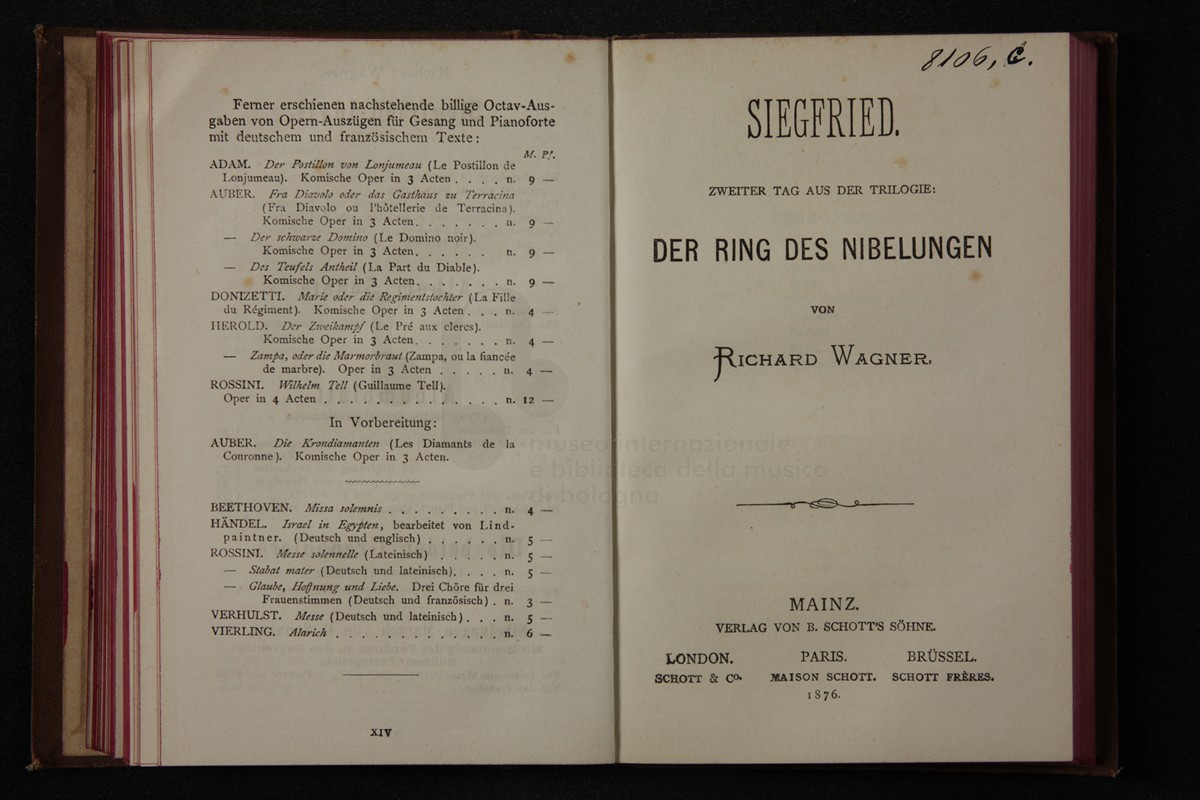 Ferner erschienen nachstehende billige Octav-Aus-
gaben von Opern-Auszügen für Gesang und Pianoforte
mit deutschem und französischem Texte:
M. Pf.
ADAM. Der Postillon von Lonjumeau (Le Postillon de
Lonjumeau). Komische Oper in 3 Acten . . . . n. 9 —
AUBER. Fra Diavolo oder das Gasthaus zu Terracina
(Fra Diavolo ou l'hôtellerie de Terracina).
Komische Oper in 3 Acten. . . . . . . n. 9 —
— Der schwarze Domino (Le Domino noir).
Komische Oper in 3 Acten. . . . . . n. 9 —
— Des Teufels Antheil (La Part du Diable).
Komische Oper in 3 Acten. . . . . . . n. 9 —
DONIZETTI. Marie oder die Regimentstochter (La Fille
du Régiment). Komische Oper in 3 Acten . . . n. 4 —
HEROLD. Der Zweikampf (Le Pré aux clercs).
Komische Oper in 3 Acten. . . . . . . n. 4 —
— Zampa, oder die Marmorbraut (Zampa, ou la fiancée
de marbre). Oper in 3 Acten . . . . . n. 4 —
ROSSINI. Wilhelm Tell (Guillaume Tell).
Oper in 4 Acten . . . . . . . . . . . . . . n. 12 —
In Vorbereitung:
AUBER. Die Krondiamanten (Les Diamants de la
Couronne). Komische Oper in 3 Acten.
BEETHOVEN. Missa solemnis . . . . . . . . . n. 4 —
HÄNDEL. Israel in Egypten, bearbeitet von Lind-
paintner. (Deutsch und englisch) . . . . . . n. 5 —
ROSSINI. Messe solennelle (Lateinisch) . . . . . n. 5 —
— Stabat mater (Deutsch und lateinisch). . . . n. 5 —
— Glaube, Hoffnung und Liebe. Drei Chöre für drei
Frauenstimmen (Deutsch und französisch) . n. 3 —
VERHULST. Messe (Deutsch und lateinisch) . . . n. 5 —
VIERLING. Alarich . . . . . . . . . . . . . . n. 6 —
XIV
8106, C.
SIEGFRIED.
ZWEITER TAG AUS DER TRILOGIE:
DER RING DES NIBELUNGEN
VON
RICHARD WAGNER.
museo internazionale
e biblioteca della musica
di bologna
MAINZ.
VERLAG VON B. SCHOTT'S SÖHNE.
LONDON. PARIS. BRÜSSEL.
SCHOTT & Co. MAISON SCHOTT. SCHOTT FRÈRES.
1876.